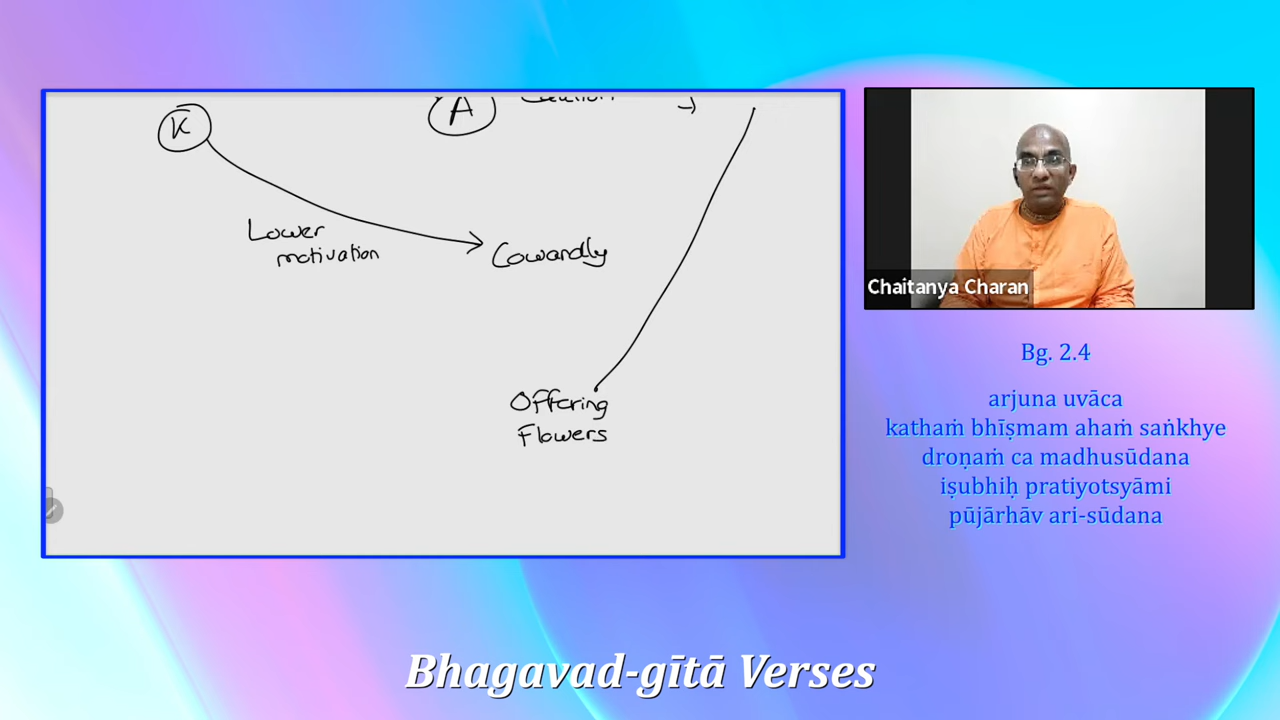 K
A
Lower
motivation
Cowardly
Offering
Flowers
Chaitanya Charan
Bg. 2.4
arjuna uvāca
kathaṁ bhīṣmam ahaṁ saṅkhye
droṇaṁ ca madhusūdana
iṣubhiḥ pratiyotsyāmi
pūjārhāv ari-sūdana
Bhagavad-gītā Verses